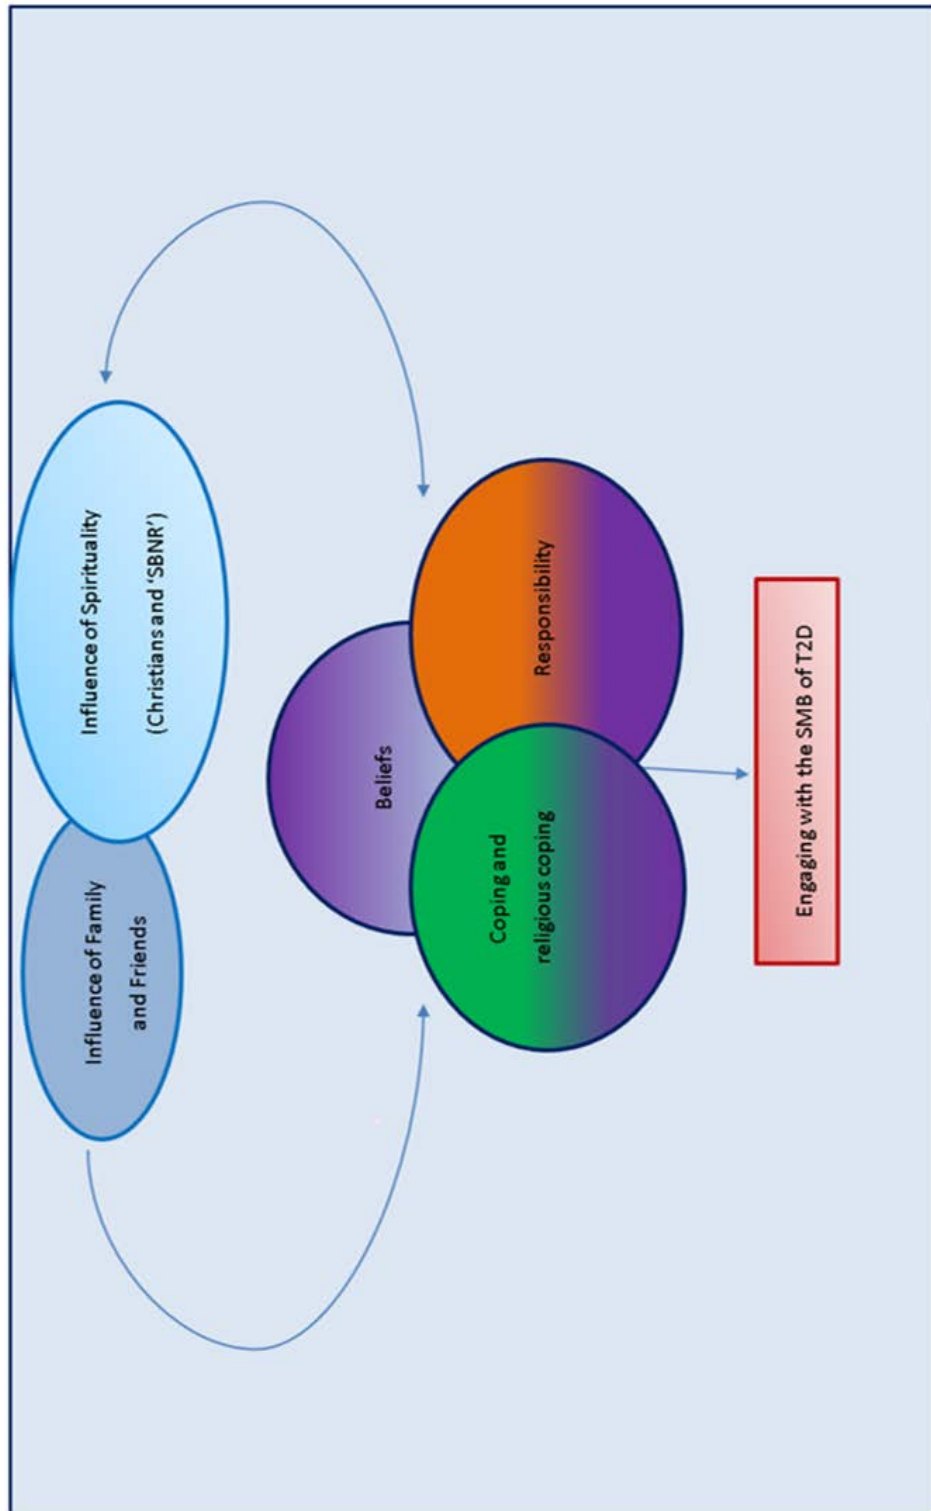 Influence of Family
and Friends
Influence of Spirituality
(Christians and ‘SBNR’)
Beliefs
Coping and
religious coping
Responsibility
Engaging with the SMB of T2D